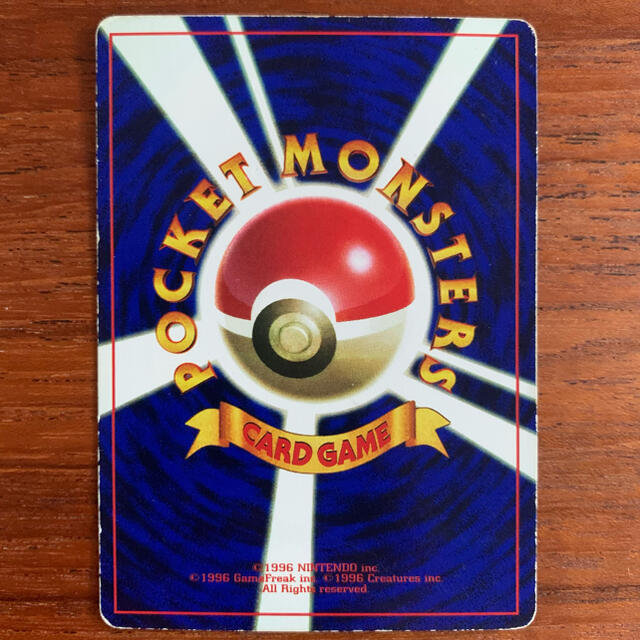 POCKET MONSTERS
CARD GAME
©1996 NINTENDO inc.
©1996 GameFreak inc. ©1996 Creatures inc.
All Rights reserved.